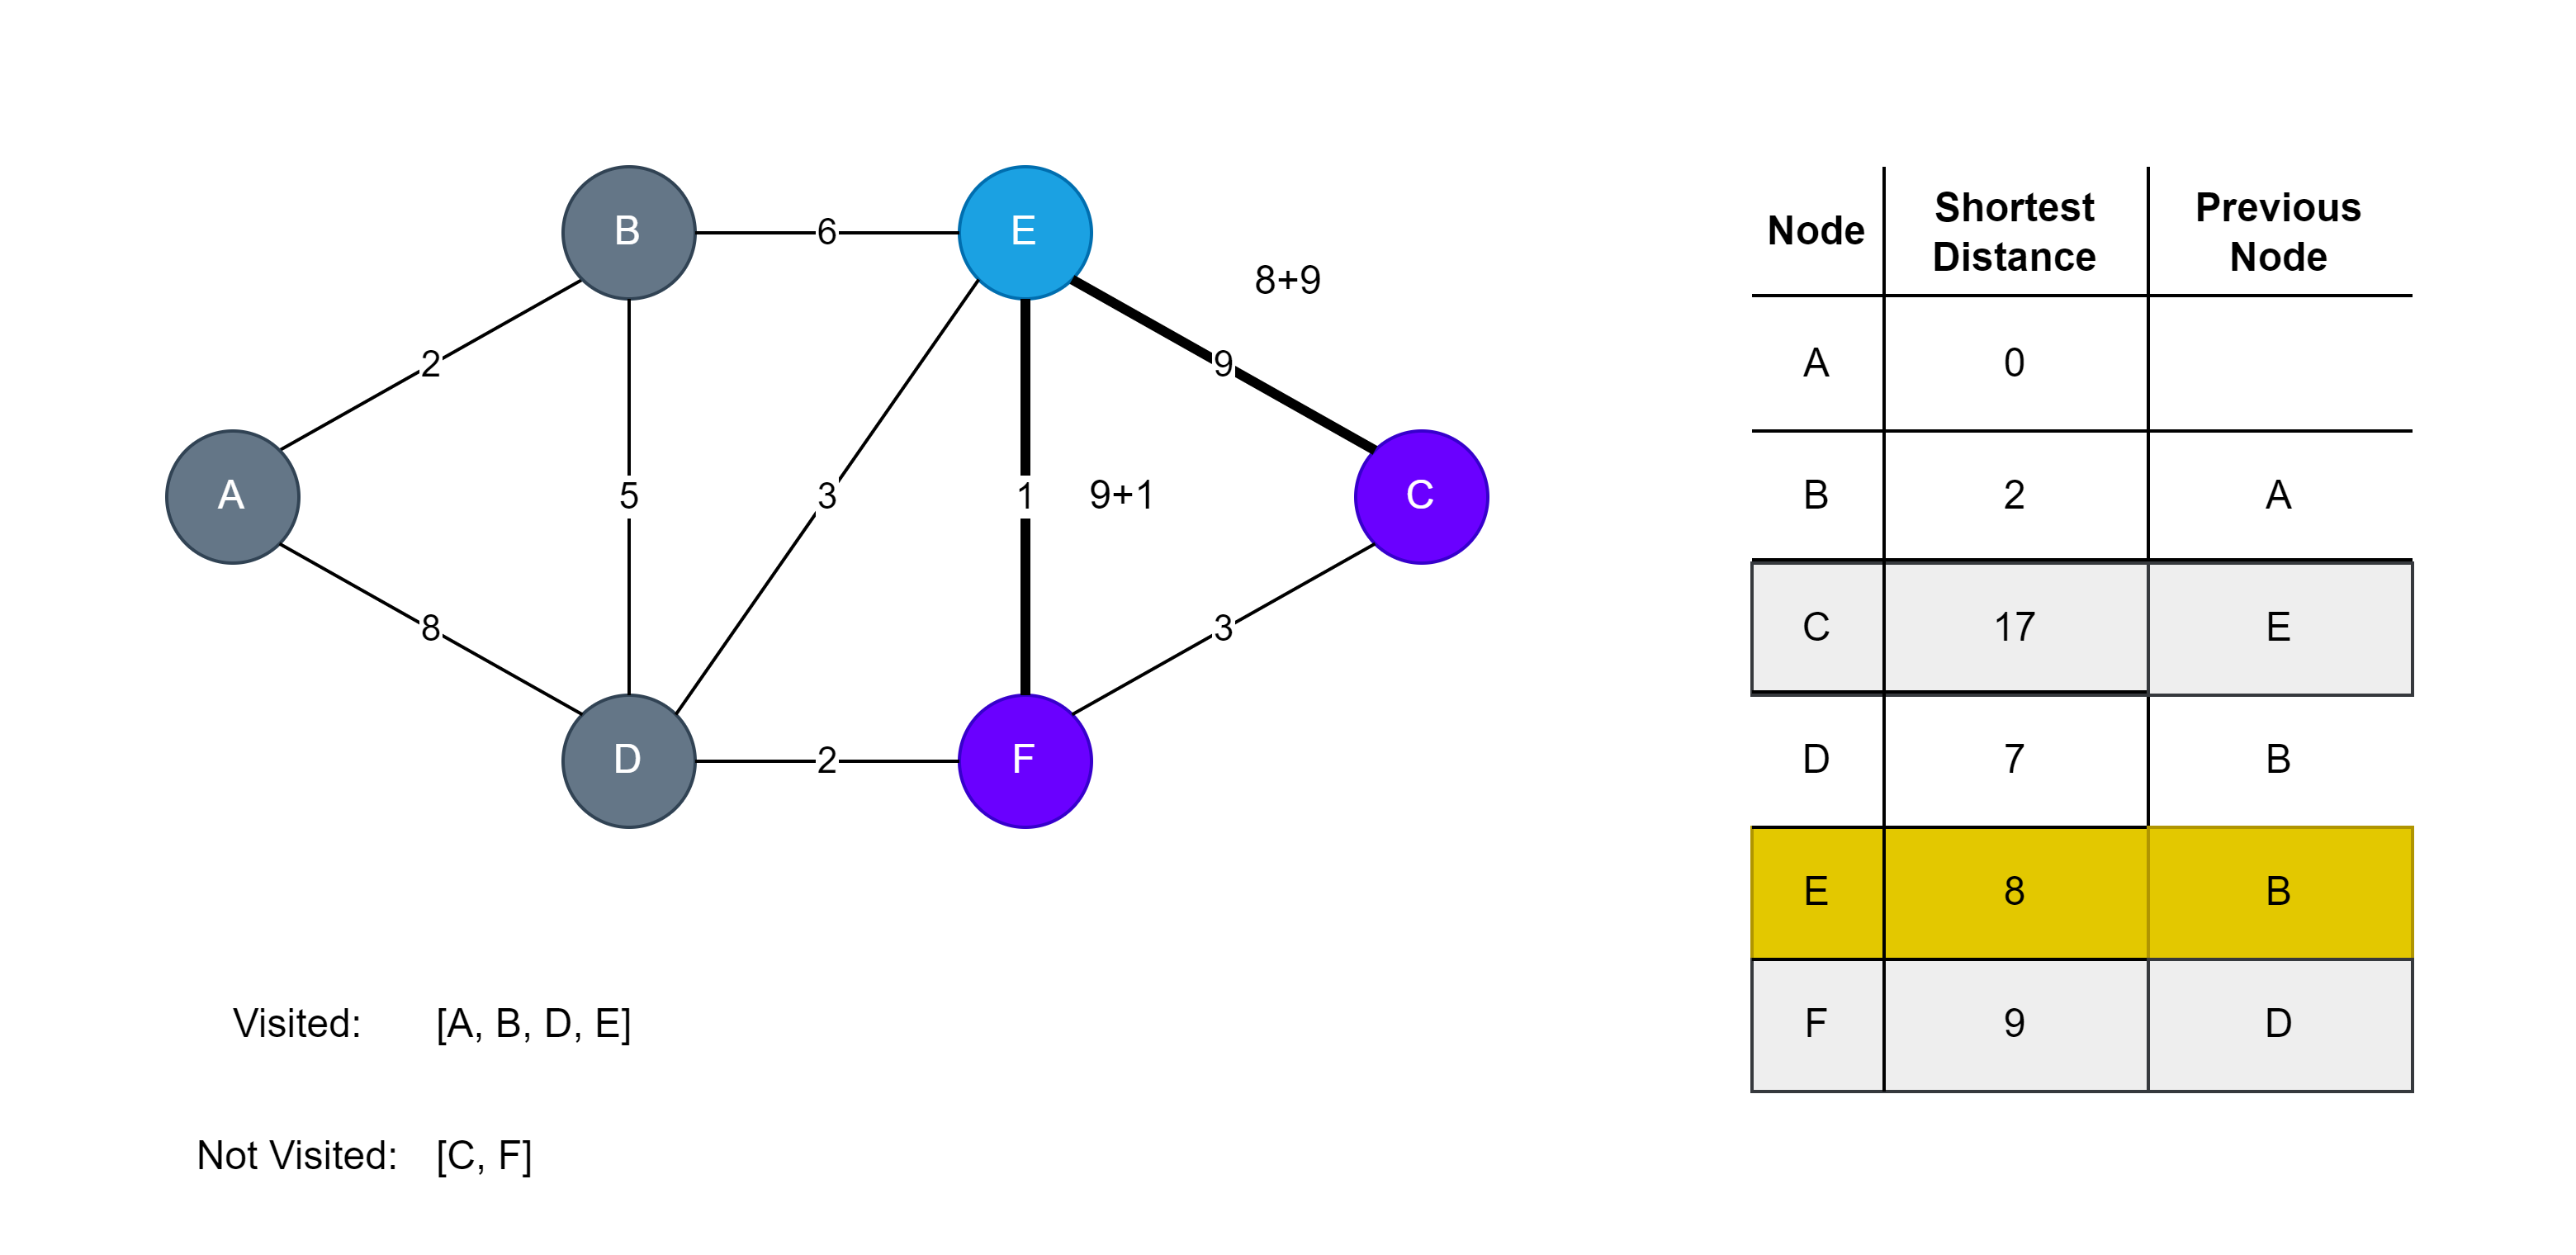 B
6
E
8+9
2
9
A
5
3
1
9+1
C
8
3
D
2
F
Visited: [A, B, D, E]
Not Visited: [C, F]
Node Shortest Distance Previous Node
A 0
B 2 A
C 17 E
D 7 B
E 8 B
F 9 D